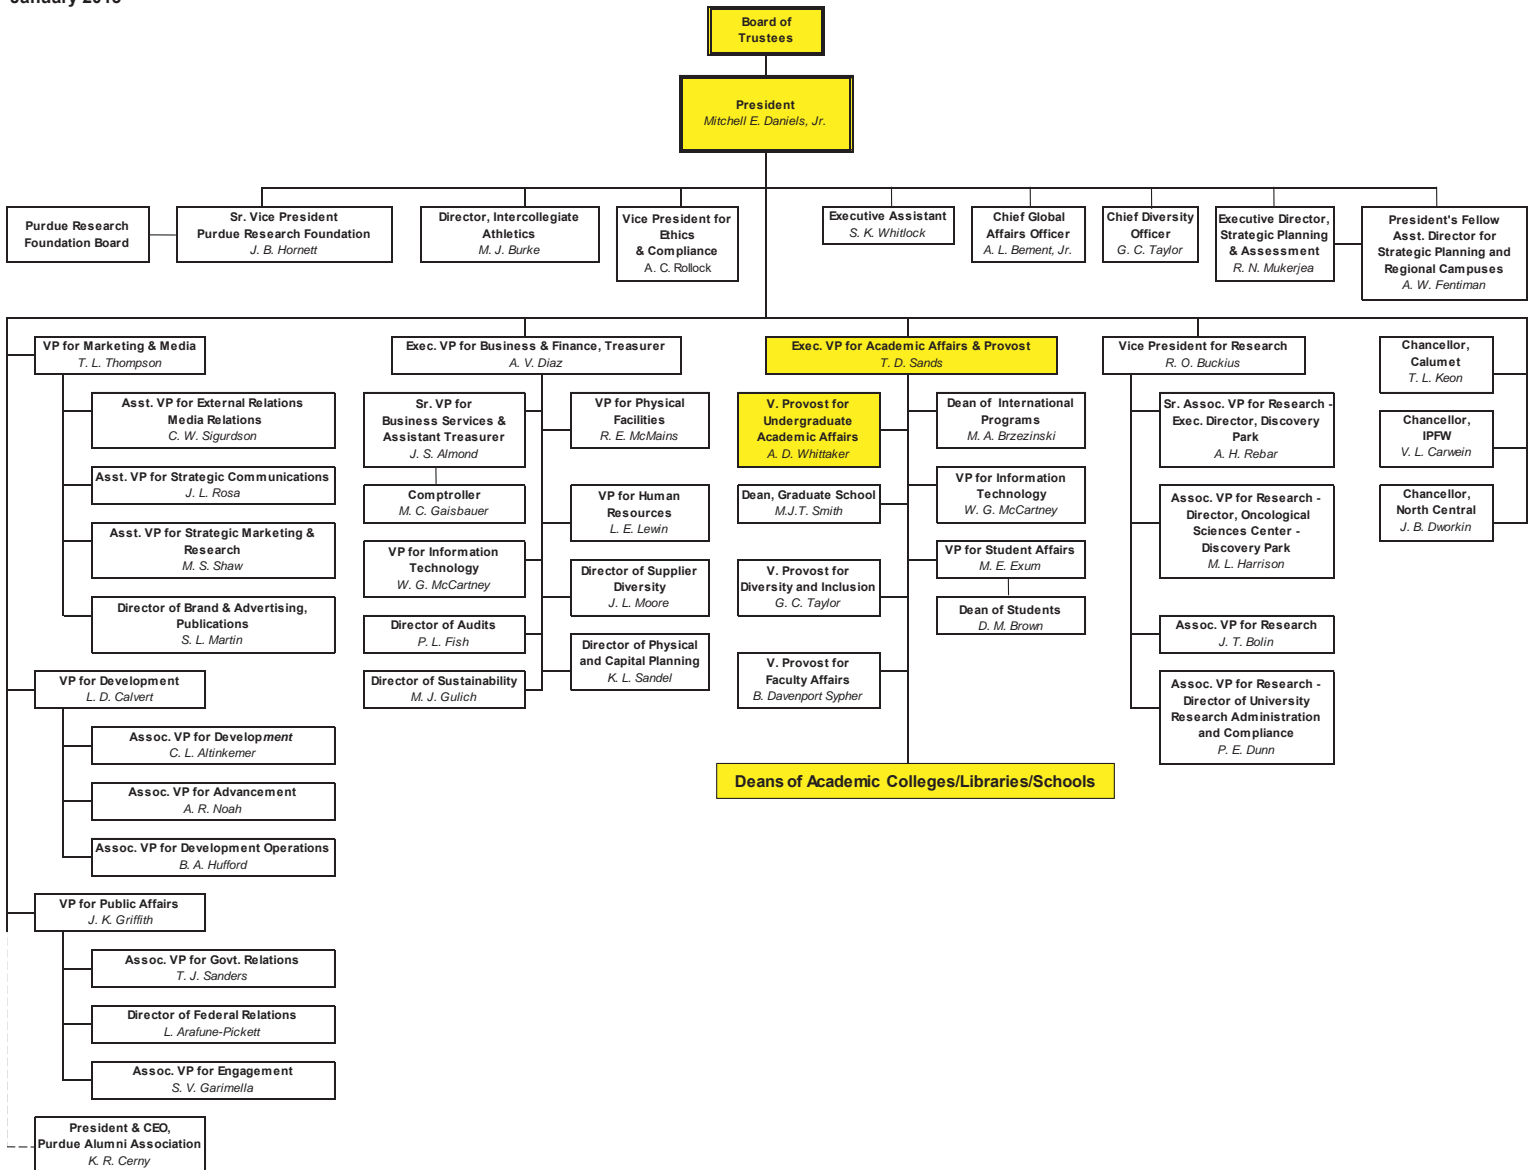 Board of
Trustees
President
Mitchell E. Daniels, Jr.
Purdue Research
Foundation Board
Sr. Vice President
Purdue Research Foundation
J. B. Hornett
Director, Intercollegiate
Athletics
M. J. Burke
Vice President for
Ethics
& Compliance
A. C. Rollock
Executive Assistant
S. K. Whitlock
Chief Global
Affairs Officer
A. L. Bement, Jr.
Chief Diversity
Officer
G. C. Taylor
Executive Director,
Strategic Planning
& Assessment
R. N. Mukerjea
President's Fellow
Asst. Director for
Strategic Planning and
Regional Campuses
A. W. Fentiman
VP for Marketing & Media
T. L. Thompson
Asst. VP for External Relations
Media Relations
C. W. Sigurdson
Asst. VP for Strategic Communications
J. L. Rosa
Asst. VP for Strategic Marketing &
Research
M. S. Shaw
Director of Brand & Advertising,
Publications
S. L. Martin
VP for Development
L. D. Calvert
Assoc. VP for Development
C. L. Altinkemer
Assoc. VP for Advancement
A. R. Noah
Assoc. VP for Development Operations
B. A. Hufford
VP for Public Affairs
J. K. Griffith
Assoc. VP for Govt. Relations
T. J. Sanders
Director of Federal Relations
L. Arafune-Pickett
Assoc. VP for Engagement
S. V. Garimella
President & CEO,
Purdue Alumni Association
K. R. Cerny
Exec. VP for Business & Finance, Treasurer
A. V. Diaz
Sr. VP for
Business Services &
Assistant Treasurer
J. S. Almond
Comptroller
M. C. Gaisbauer
VP for Information
Technology
W. G. McCartney
Director of Audits
P. L. Fish
Director of Sustainability
M. J. Gulich
VP for Physical
Facilities
R. E. McMains
VP for Human
Resources
L. E. Lewin
Director of Supplier
Diversity
J. L. Moore
Director of Physical
and Capital Planning
K. L. Sandel
Exec. VP for Academic Affairs & Provost
T. D. Sands
V. Provost for
Undergraduate
Academic Affairs
A. D. Whittaker
Dean, Graduate School
M.J.T. Smith
V. Provost for
Diversity and Inclusion
G. C. Taylor
V. Provost for
Faculty Affairs
B. Davenport Sypher
Dean of International
Programs
M. A. Brzezinski
VP for Information
Technology
W. G. McCartney
VP for Student Affairs
M. E. Exum
Dean of Students
D. M. Brown
Deans of Academic Colleges/Libraries/Schools
Vice President for Research
R. O. Buckius
Sr. Assoc. VP for Research -
Exec. Director, Discovery
Park
A. H. Rebar
Assoc. VP for Research -
Director, Oncological
Sciences Center -
Discovery Park
M. L. Harrison
Assoc. VP for Research
J. T. Bolin
Assoc. VP for Research -
Director of University
Research Administration
and Compliance
P. E. Dunn
Chancellor,
Calumet
T. L. Keon
Chancellor,
IPFW
V. L. Carwein
Chancellor,
North Central
J. B. Dworkin